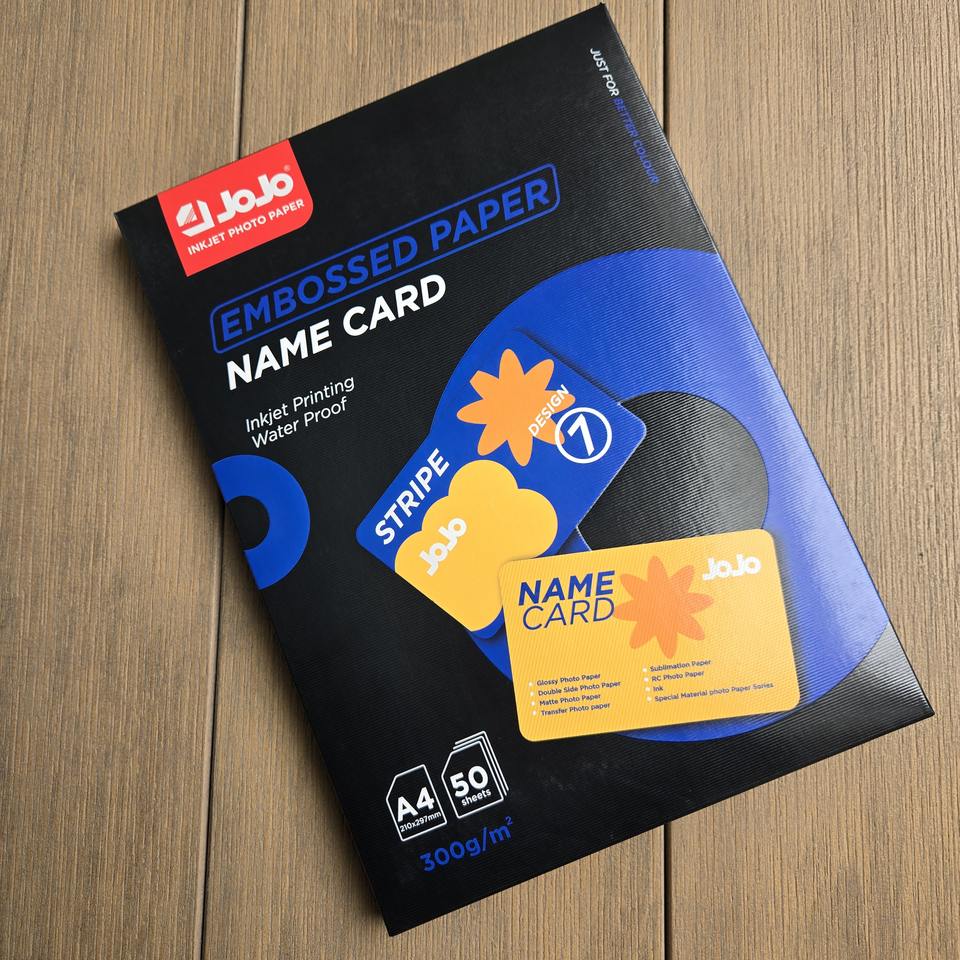 JUST FOR BETTER COLOUR
JoJo®
INKJET PHOTO PAPER
EMBOSSED PAPER
NAME CARD
Inkjet Printing
Water Proof
STRIPE
DESIGN
7
JoJo
NAME
CARD
JoJo
Glossy Photo Paper
Double Side Photo Paper
Matte Photo Paper
Transfer Photo paper
Sublimation Paper
RC Photo Paper
Ink
Special Material photo Paper Series
A4
210x297mm
50
sheets
300g/m²